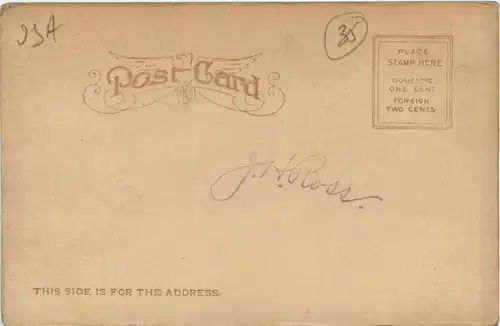 USA
35
Post Card
PLACE
STAMP HERE
DOMESTIC
ONE CENT
FOREIGN
TWO CENTS
J. H. Ross.
THIS SIDE IS FOR THE ADDRESS.